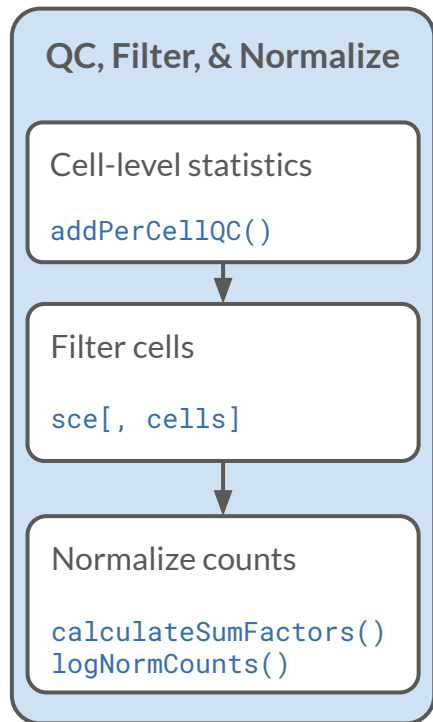 QC, Filter, & Normalize
Cell-level statistics
addPerCellQC()
Filter cells
sce[, cells]
Normalize counts
calculateSumFactors()
logNormCounts()